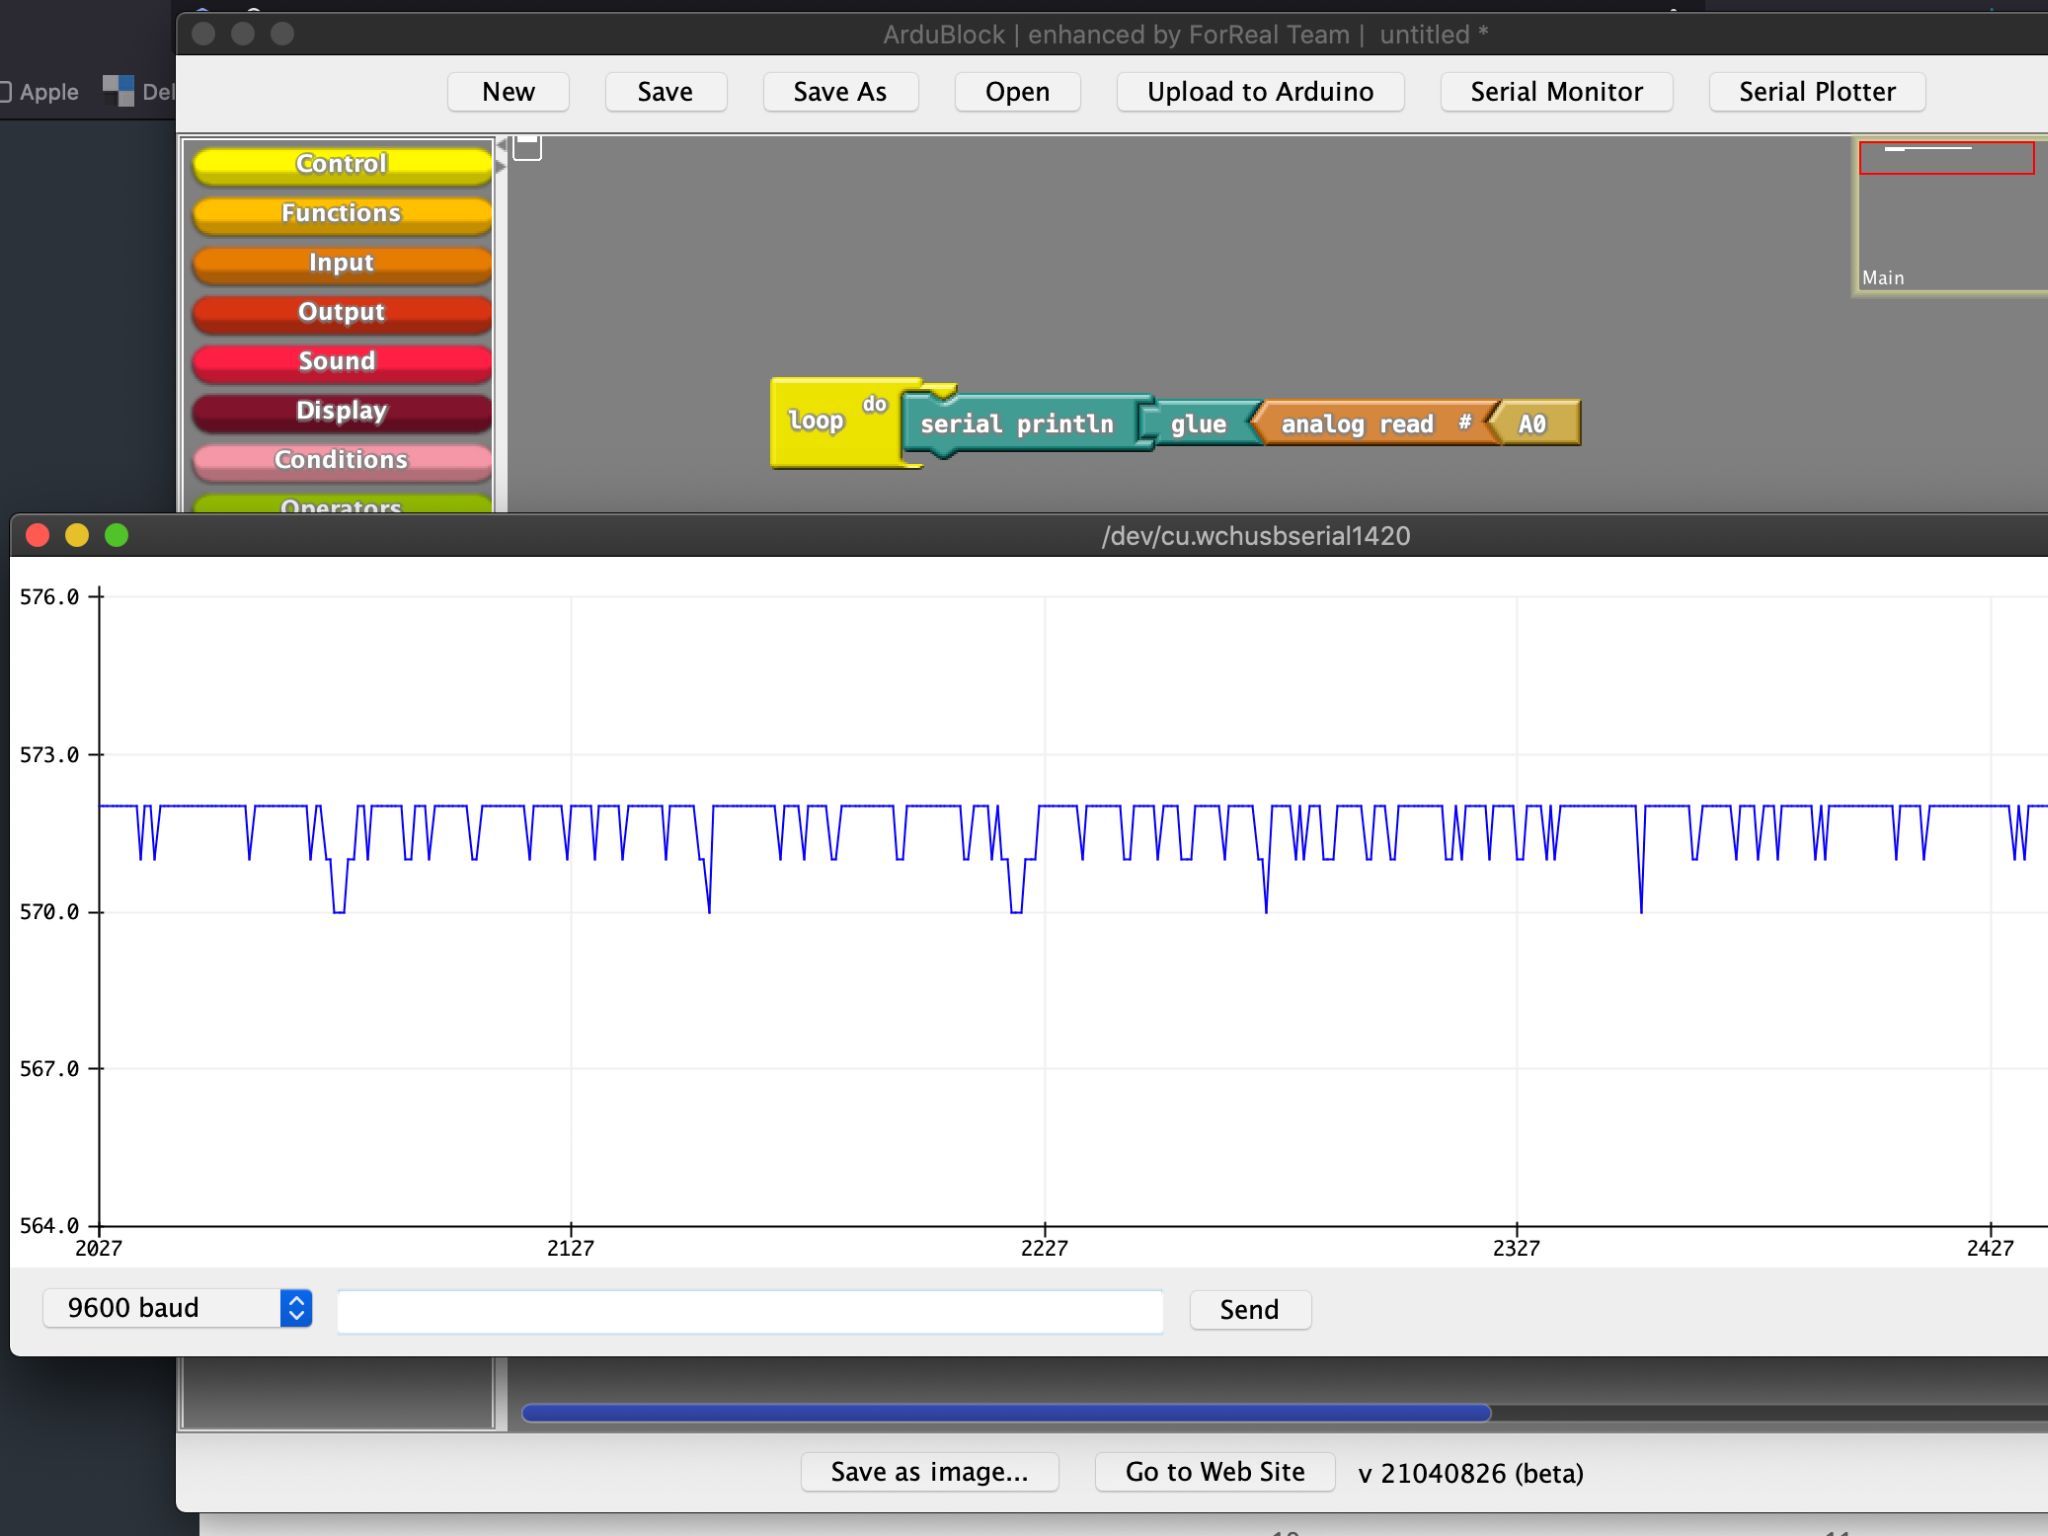 ArduBlock | enhanced by ForReal Team | untitled *
Apple
Del
New
Save
Save As
Open
Upload to Arduino
Serial Monitor
Serial Plotter
Control
Functions
Input
Output
Sound
Display
Conditions
Operators
Main
loop do serial println glue analog read # A0
/dev/cu.wchusbserial1420
576.0
573.0
570.0
567.0
564.0
2027
2127
2227
2327
2427
9600 baud
Send
Save as image...
Go to Web Site
v 21040826 (beta)